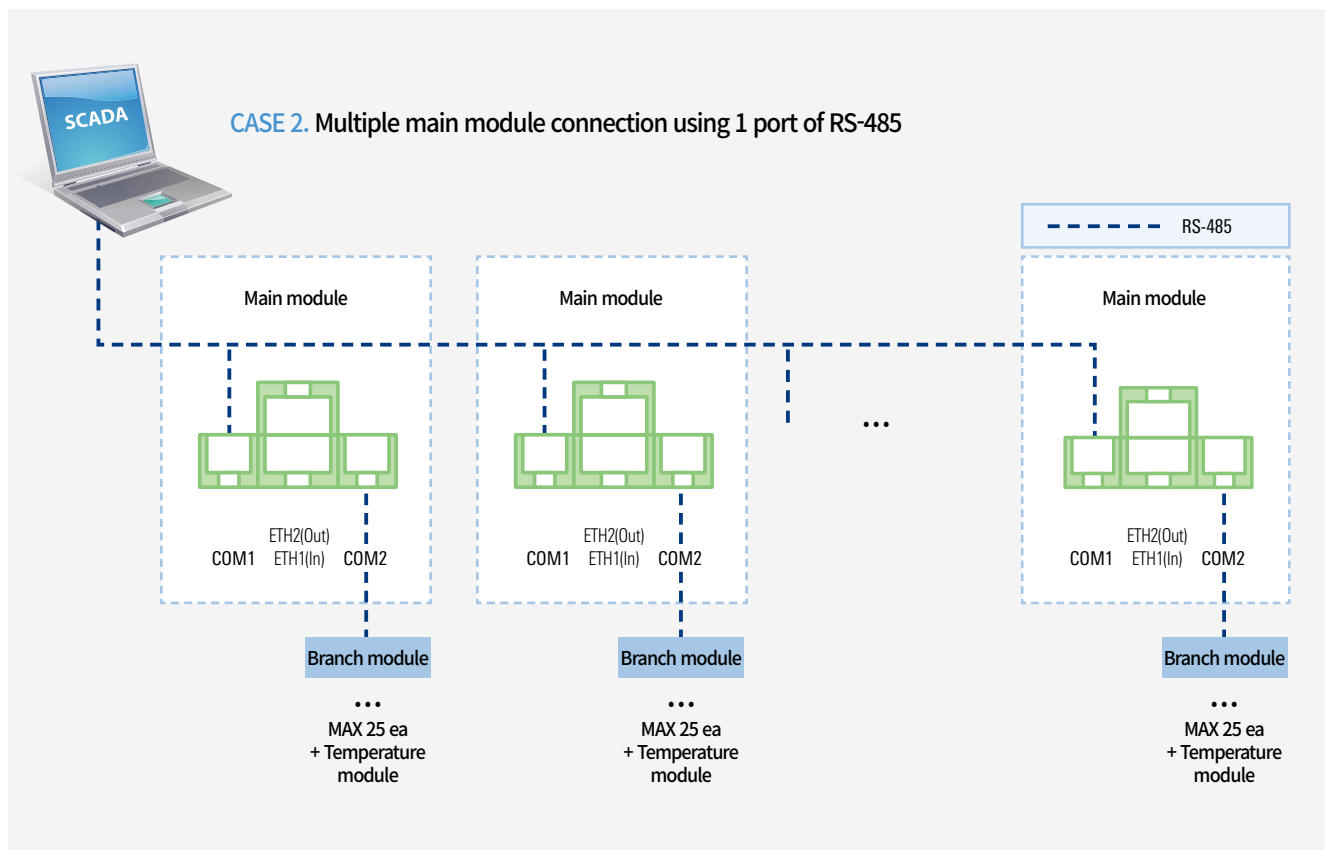 SCADA
CASE 2. Multiple main module connection using 1 port of RS-485
RS-485
Main module
Main module
Main module
...
ETH2(Out)
COM1 ETH1(In) COM2
ETH2(Out)
COM1 ETH1(In) COM2
ETH2(Out)
COM1 ETH1(In) COM2
Branch module
...
MAX 25 ea
+ Temperature
module
Branch module
...
MAX 25 ea
+ Temperature
module
Branch module
...
MAX 25 ea
+ Temperature
module